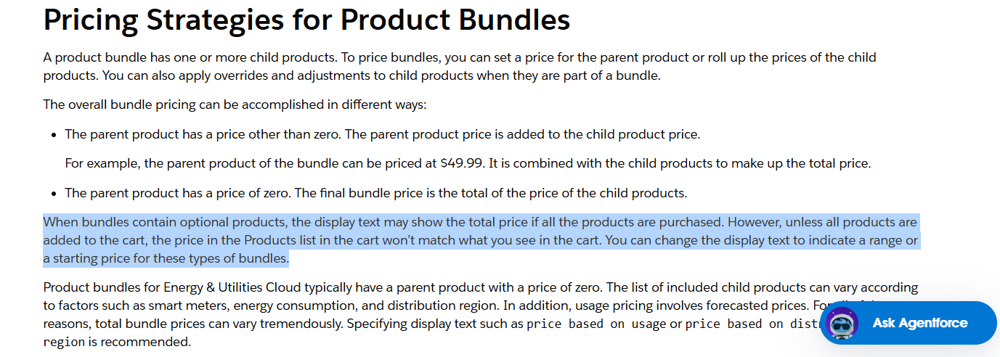 Pricing Strategies for Product Bundles
A product bundle has one or more child products. To price bundles, you can set a price for the parent product or roll up the prices of the child
products. You can also apply overrides and adjustments to child products when they are part of a bundle.
The overall bundle pricing can be accomplished in different ways:
• The parent product has a price other than zero. The parent product price is added to the child product price.
For example, the parent product of the bundle can be priced at $49.99. It is combined with the child products to make up the total price.
• The parent product has a price of zero. The final bundle price is the total of the price of the child products.
When bundles contain optional products, the display text may show the total price if all the products are purchased. However, unless all products are
added to the cart, the price in the Products list in the cart won’t match what you see in the cart. You can change the display text to indicate a range or
a starting price for these types of bundles.
Product bundles for Energy & Utilities Cloud typically have a parent product with a price of zero. The list of included child products can vary according
to factors such as smart meters, energy consumption, and distribution region. In addition, usage pricing involves forecasted prices.
reasons, total bundle prices can vary tremendously. Specifying display text such as price based on usage or price based on
region is recommended.
Ask Agentforce